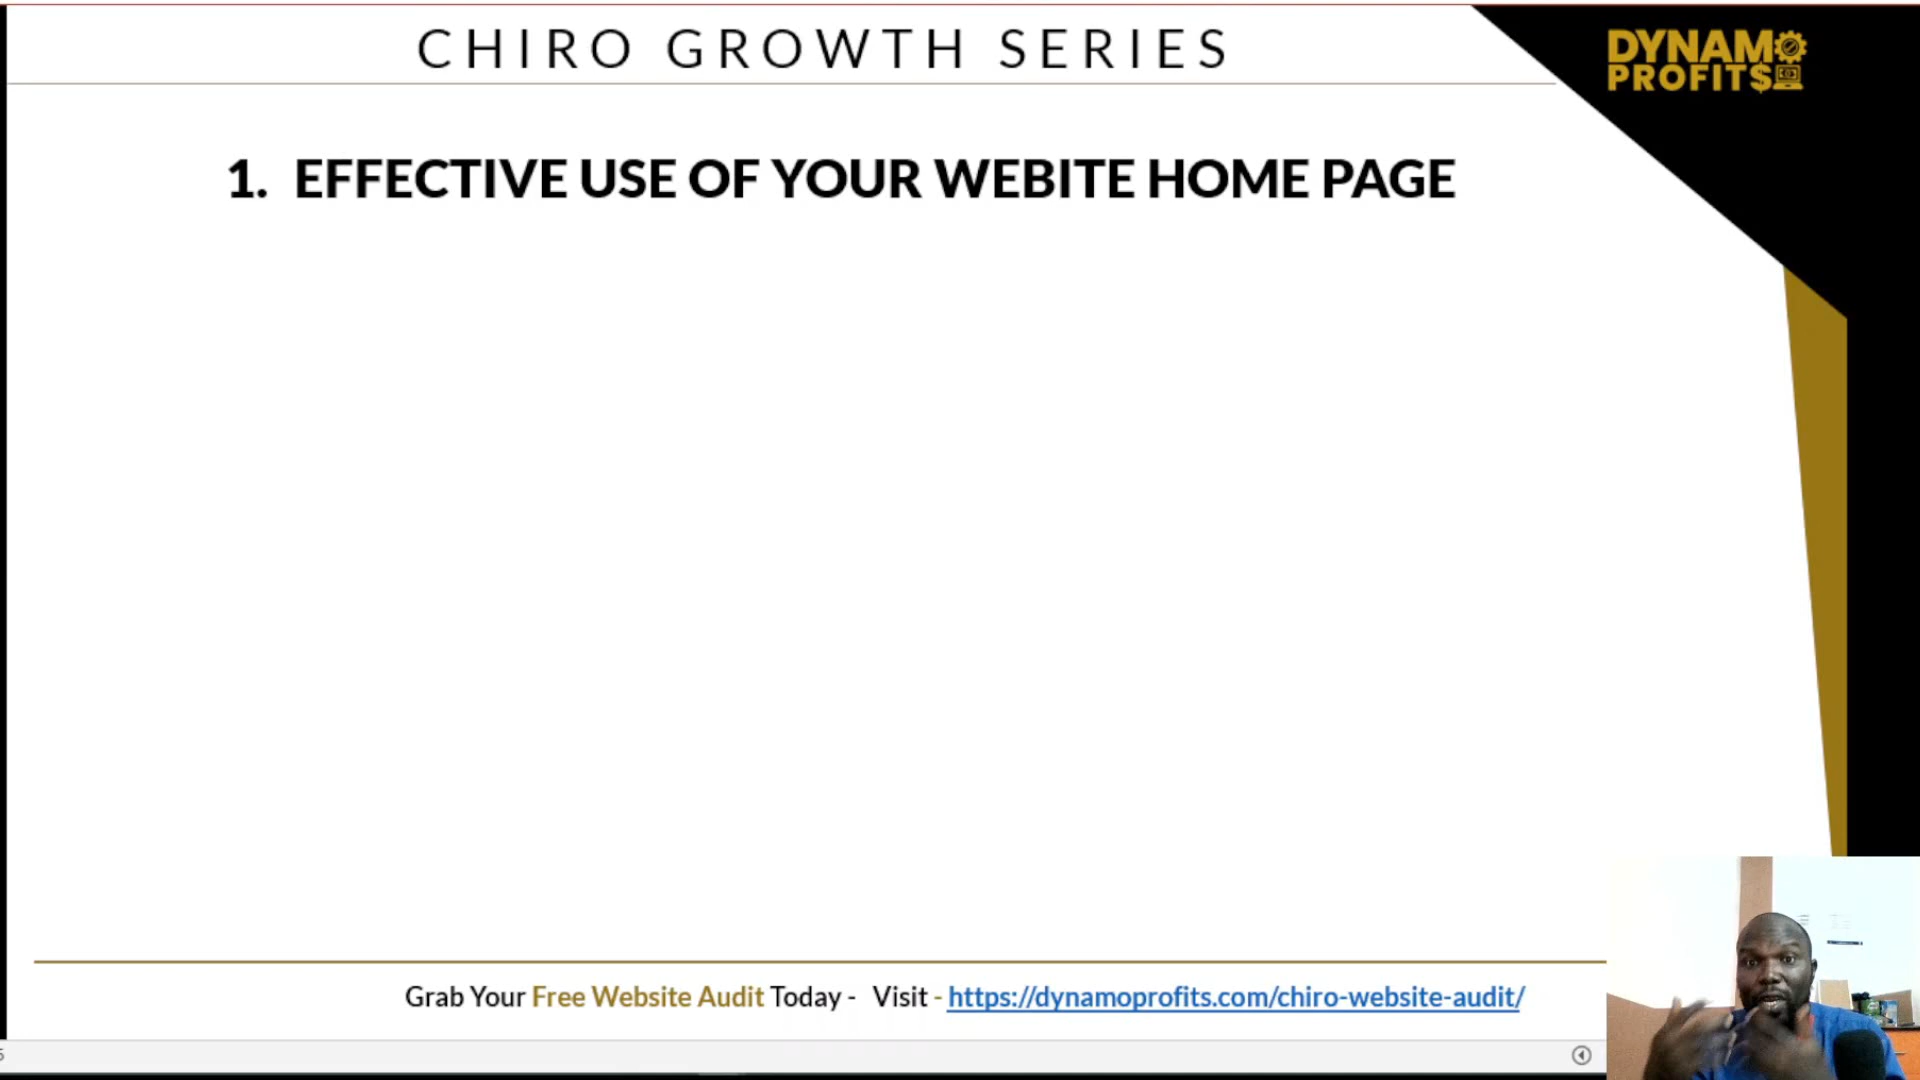 CHIRO GROWTH SERIES
DYNAMO
PROFIT$
1. EFFECTIVE USE OF YOUR WEBITE HOME PAGE
Grab Your Free Website Audit Today - Visit - https://dynamoprofits.com/chiro-website-audit/